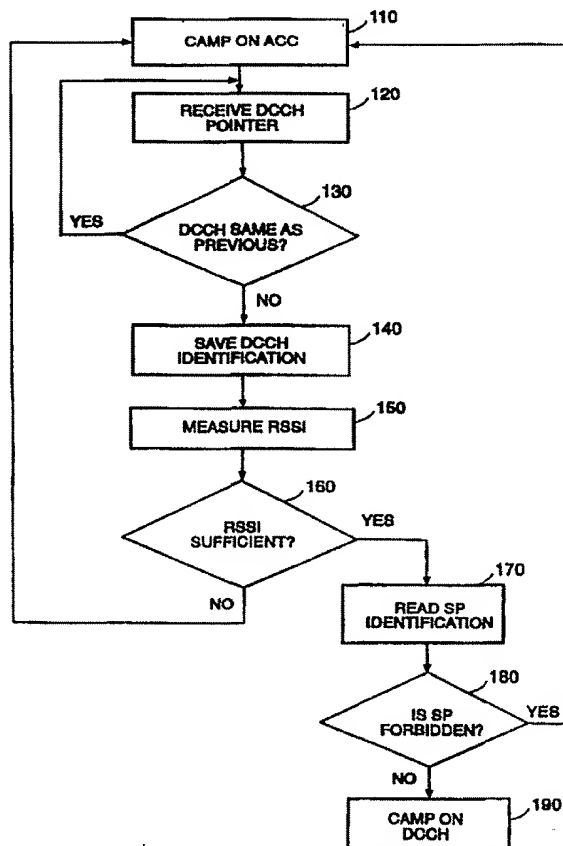 110
CAMP ON ACC
120
RECEIVE DCCH
POINTER
130
YES
DCCH SAME AS
PREVIOUS?
NO
140
SAVE DCCH
IDENTIFICATION
150
MEASURE RSSI
160
RSSI
SUFFICIENT?
YES
NO
170
READ SP
IDENTIFICATION
180
IS SP
FORBIDDEN?
YES
NO
190
CAMP ON
DCCH